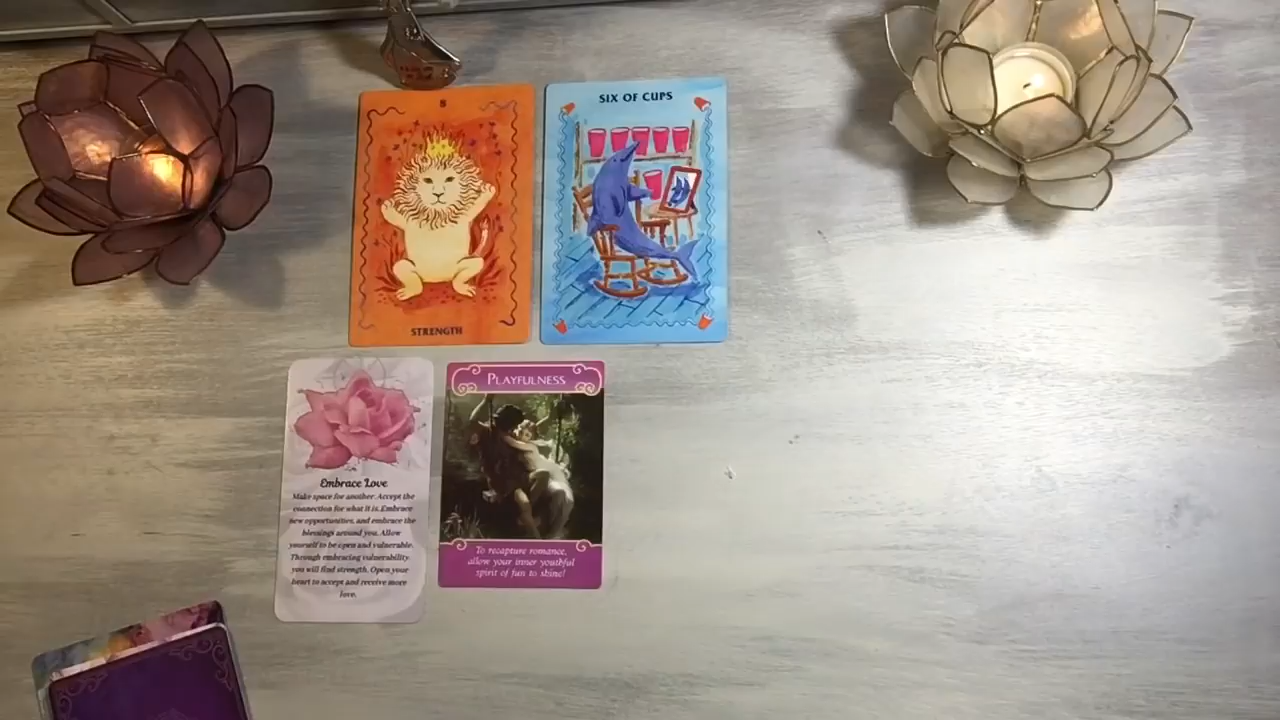 8
STRENGTH
SIX OF CUPS
Embrace Love
Make space for another. Accept the
connection for what it is. Embrace
new opportunities, and embrace the
blessings around you. Allow
yourself to be open and vulnerable.
Through embracing vulnerability
you will find strength. Open your
heart to accept and receive more
love.
PLAYFULNESS
To recapture romance,
allow your inner youthful
spirit of fun to shine!